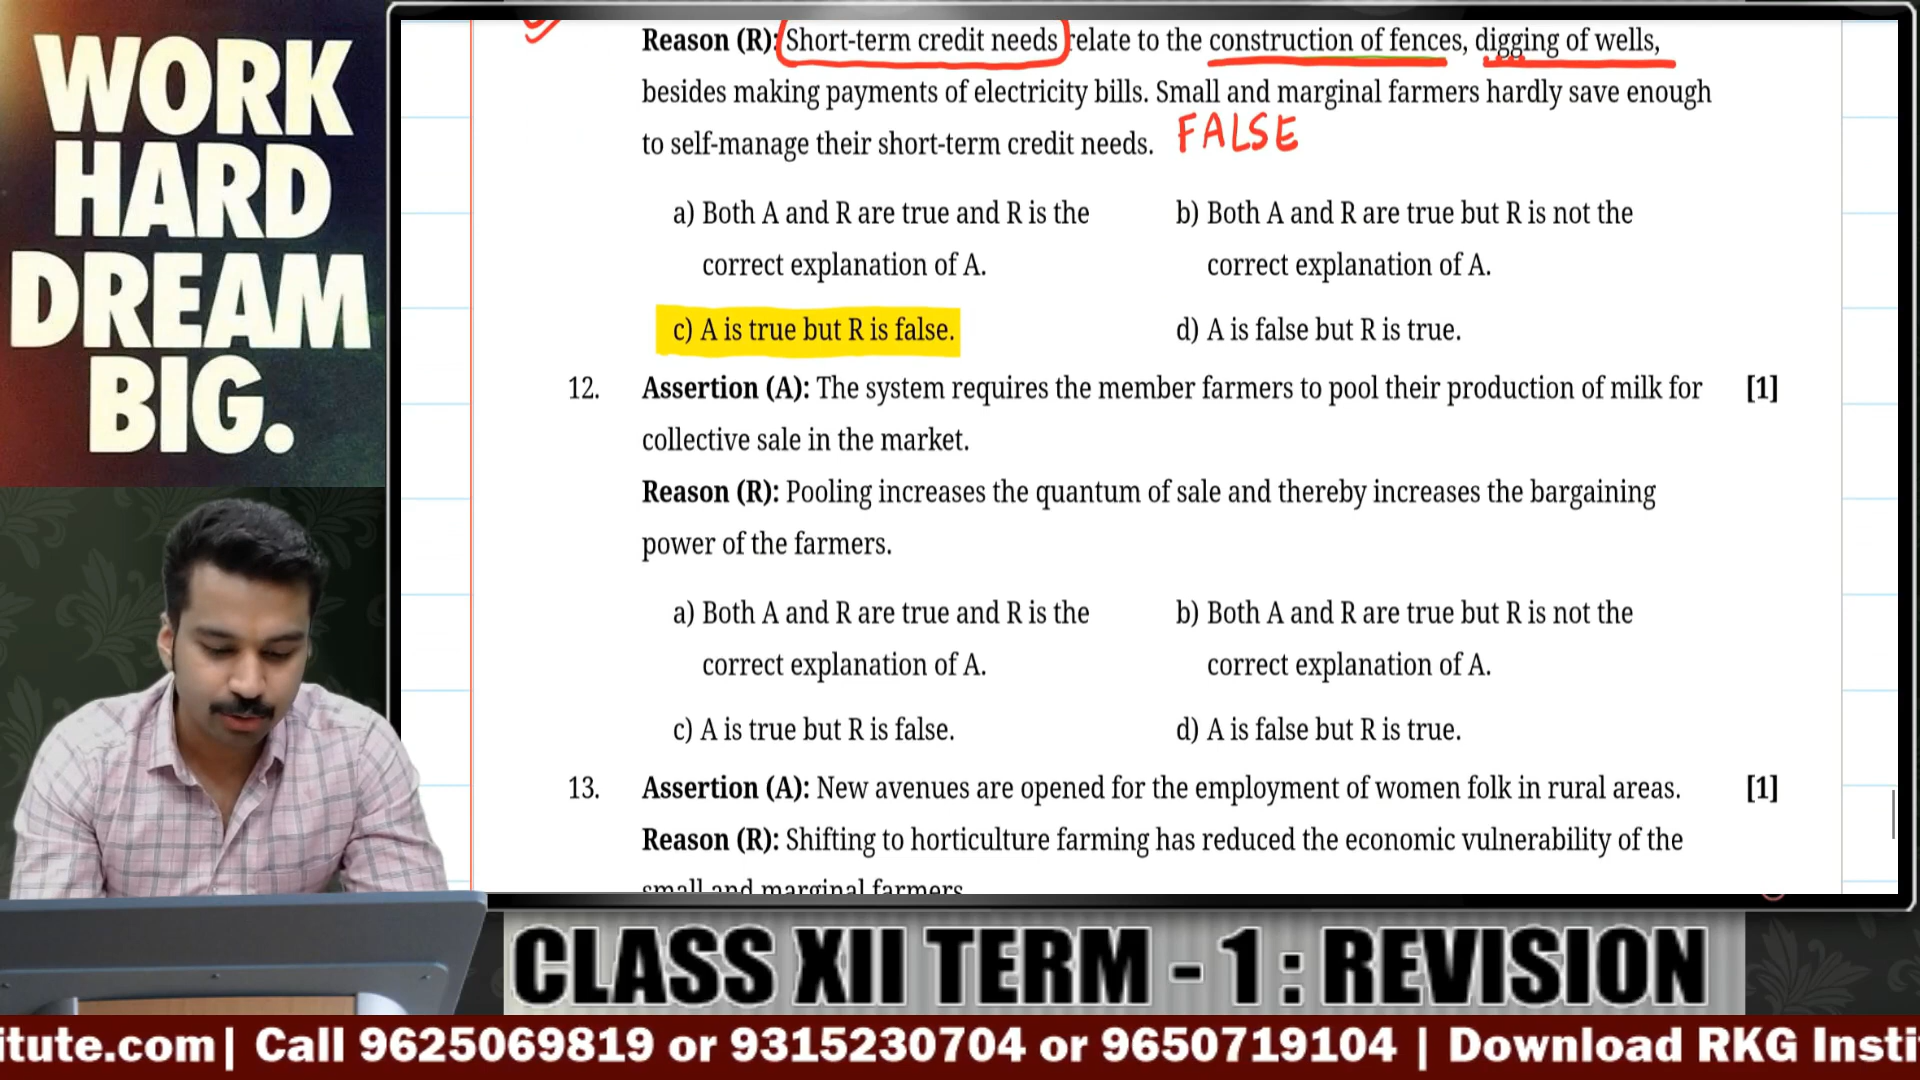 WORK
HARD
DREAM
BIG.
Reason (R): Short-term credit needs relate to the construction of fences, digging of wells,
besides making payments of electricity bills. Small and marginal farmers hardly save enough
to self-manage their short-term credit needs. FALSE
a) Both A and R are true and R is the
correct explanation of A.
b) Both A and R are true but R is not the
correct explanation of A.
c) A is true but R is false.
d) A is false but R is true.
12. Assertion (A): The system requires the member farmers to pool their production of milk for [1]
collective sale in the market.
Reason (R): Pooling increases the quantum of sale and thereby increases the bargaining
power of the farmers.
a) Both A and R are true and R is the
correct explanation of A.
b) Both A and R are true but R is not the
correct explanation of A.
c) A is true but R is false.
d) A is false but R is true.
13. Assertion (A): New avenues are opened for the employment of women folk in rural areas. [1]
Reason (R): Shifting to horticulture farming has reduced the economic vulnerability of the
small and marginal farmers
CLASS XII TERM - 1 : REVISION
itute.com| Call 9625069819 or 9315230704 or 9650719104 | Download RKG Insti